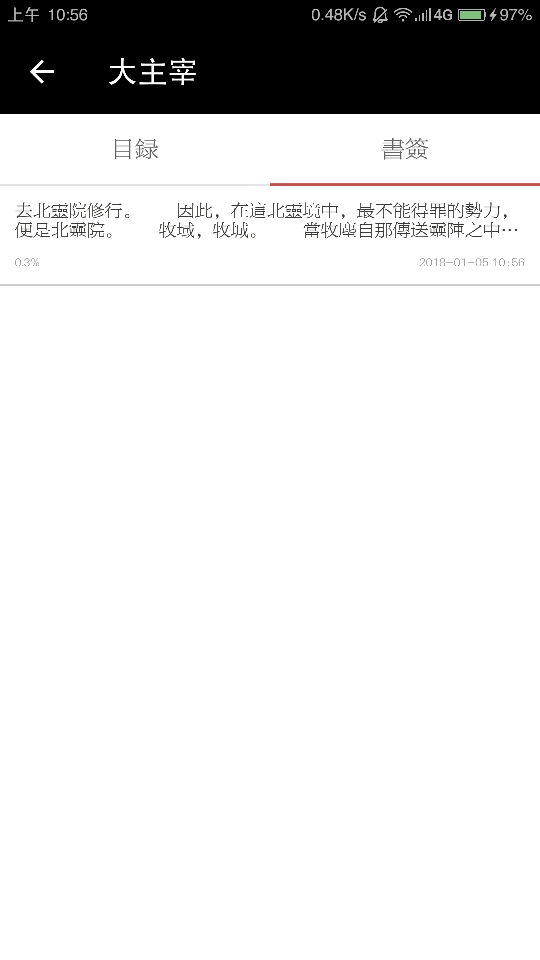 上午 10:56
0.48K/s 4G 97%
大主宰
目録 書簽
去北靈院修行。 因此，在這北靈境中，最不能得罪的勢力，
便是北靈院。 牧域，牧城。 當牧塵自那傳送靈陣之中…
0.3% 2018-01-05 10:56